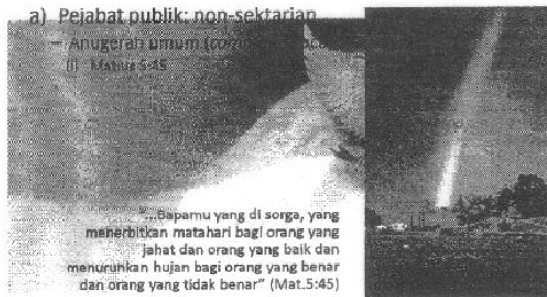 a) Pejabat publik: non-sektarian
– Anugerah umum (
(i) Matius 5:45
"...Bapamu yang di sorga, yang
menerbitkan matahari bagi orang yang
jahat dan orang yang baik dan
menurunkan hujan bagi orang yang benar
dan orang yang tidak benar" (Mat.5:45)